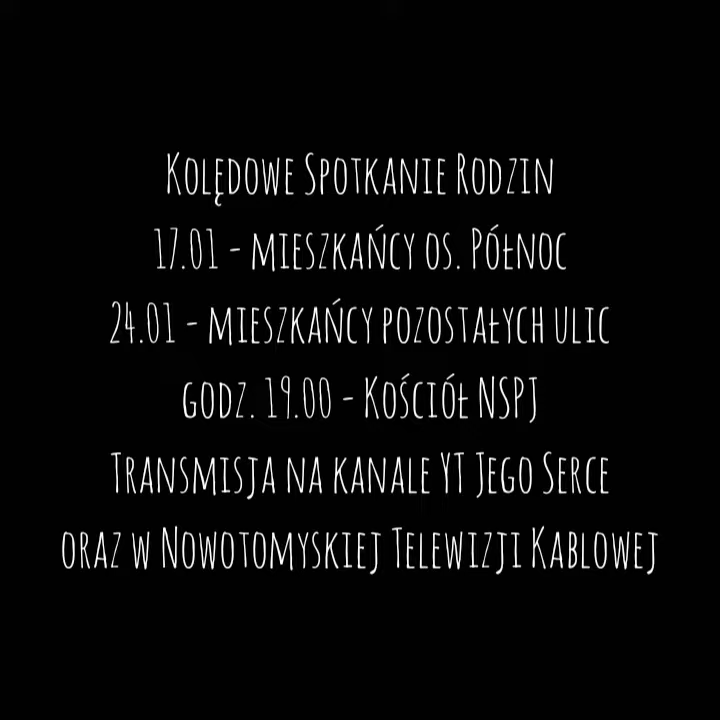 Kolędowe Spotkanie Rodzin
17.01 - mieszkańcy os. Północ
24.01 - mieszkańcy pozostałych ulic
godz. 19.00 - Kościół NSPJ
Transmisja na kanale YT Jego Serce
oraz w Nowotomyskiej Telewizji Kablowej